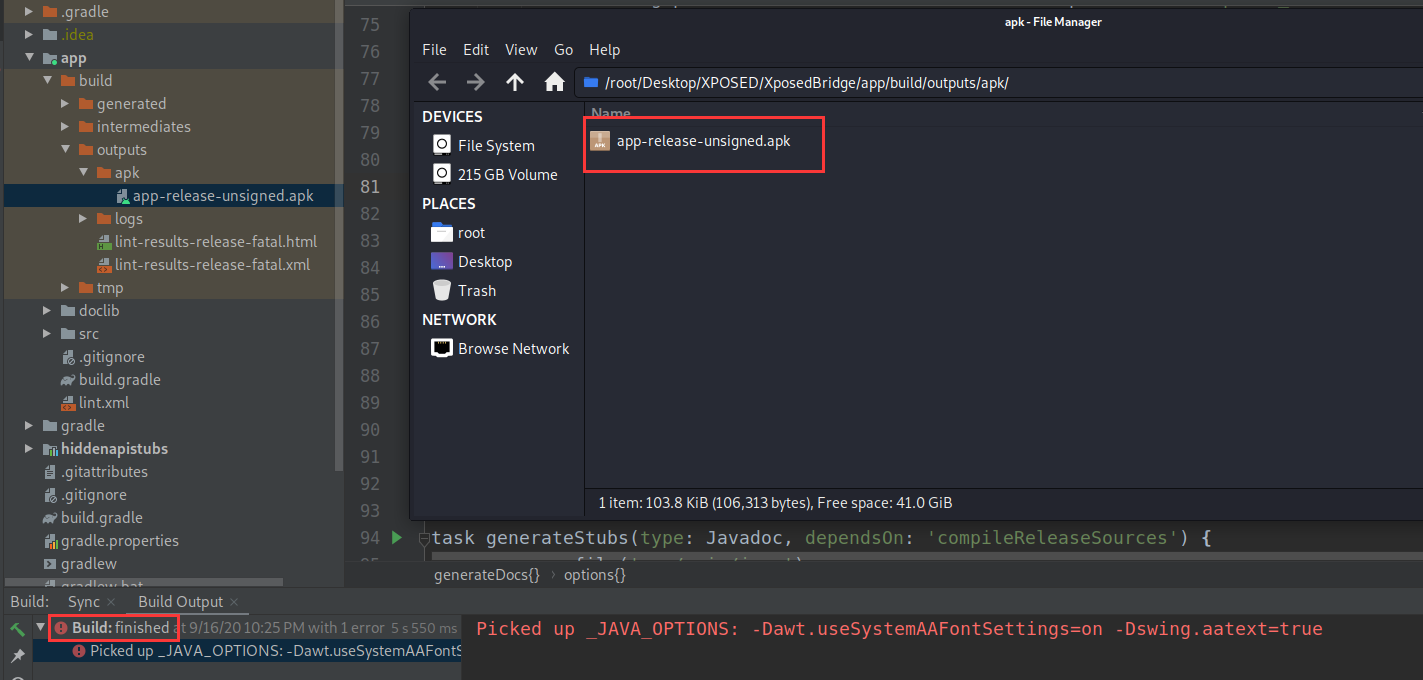 .gradle
.idea
app
build
generated
intermediates
outputs
apk
app-release-unsigned.apk
logs
lint-results-release-fatal.html
lint-results-release-fatal.xml
tmp
doclib
src
.gitignore
build.gradle
lint.xml
gradle
hiddenapistubs
.gitattributes
.gitignore
build.gradle
gradle.properties
gradlew
gradlew.bat
75
76
77
78
79
80
81
82
83
84
85
86
87
88
89
90
91
92
93
94
apk - File Manager
File Edit View Go Help
/root/Desktop/XPOSED/XposedBridge/app/build/outputs/apk/
DEVICES
File System
215 GB Volume
PLACES
root
Desktop
Trash
NETWORK
Browse Network
Name
APK
app-release-unsigned.apk
1 item: 103.8 KiB (106,313 bytes), Free space: 41.0 GiB
task generateStubs(type: Javadoc, dependsOn: 'compileReleaseSources') {
generateDocs{} › options{}
Build: Sync × Build Output ×
Build: finished at 9/16/20 10:25 PM with 1 error 5 s 550 ms
Picked up _JAVA_OPTIONS: -Dawt.useSystemAAFontS
Picked up _JAVA_OPTIONS: -Dawt.useSystemAAFontSettings=on -Dswing.aatext=true